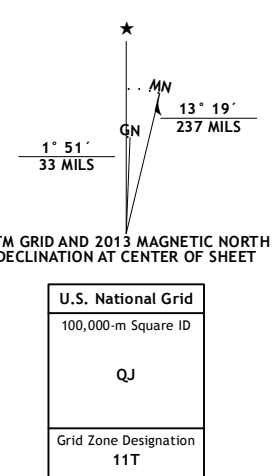 ★
MN
GN
13° 19´
237 MILS
1° 51´
33 MILS
TM GRID AND 2013 MAGNETIC NORTH
DECLINATION AT CENTER OF SHEET
U.S. National Grid
100,000-m Square ID
QJ
Grid Zone Designation
11T